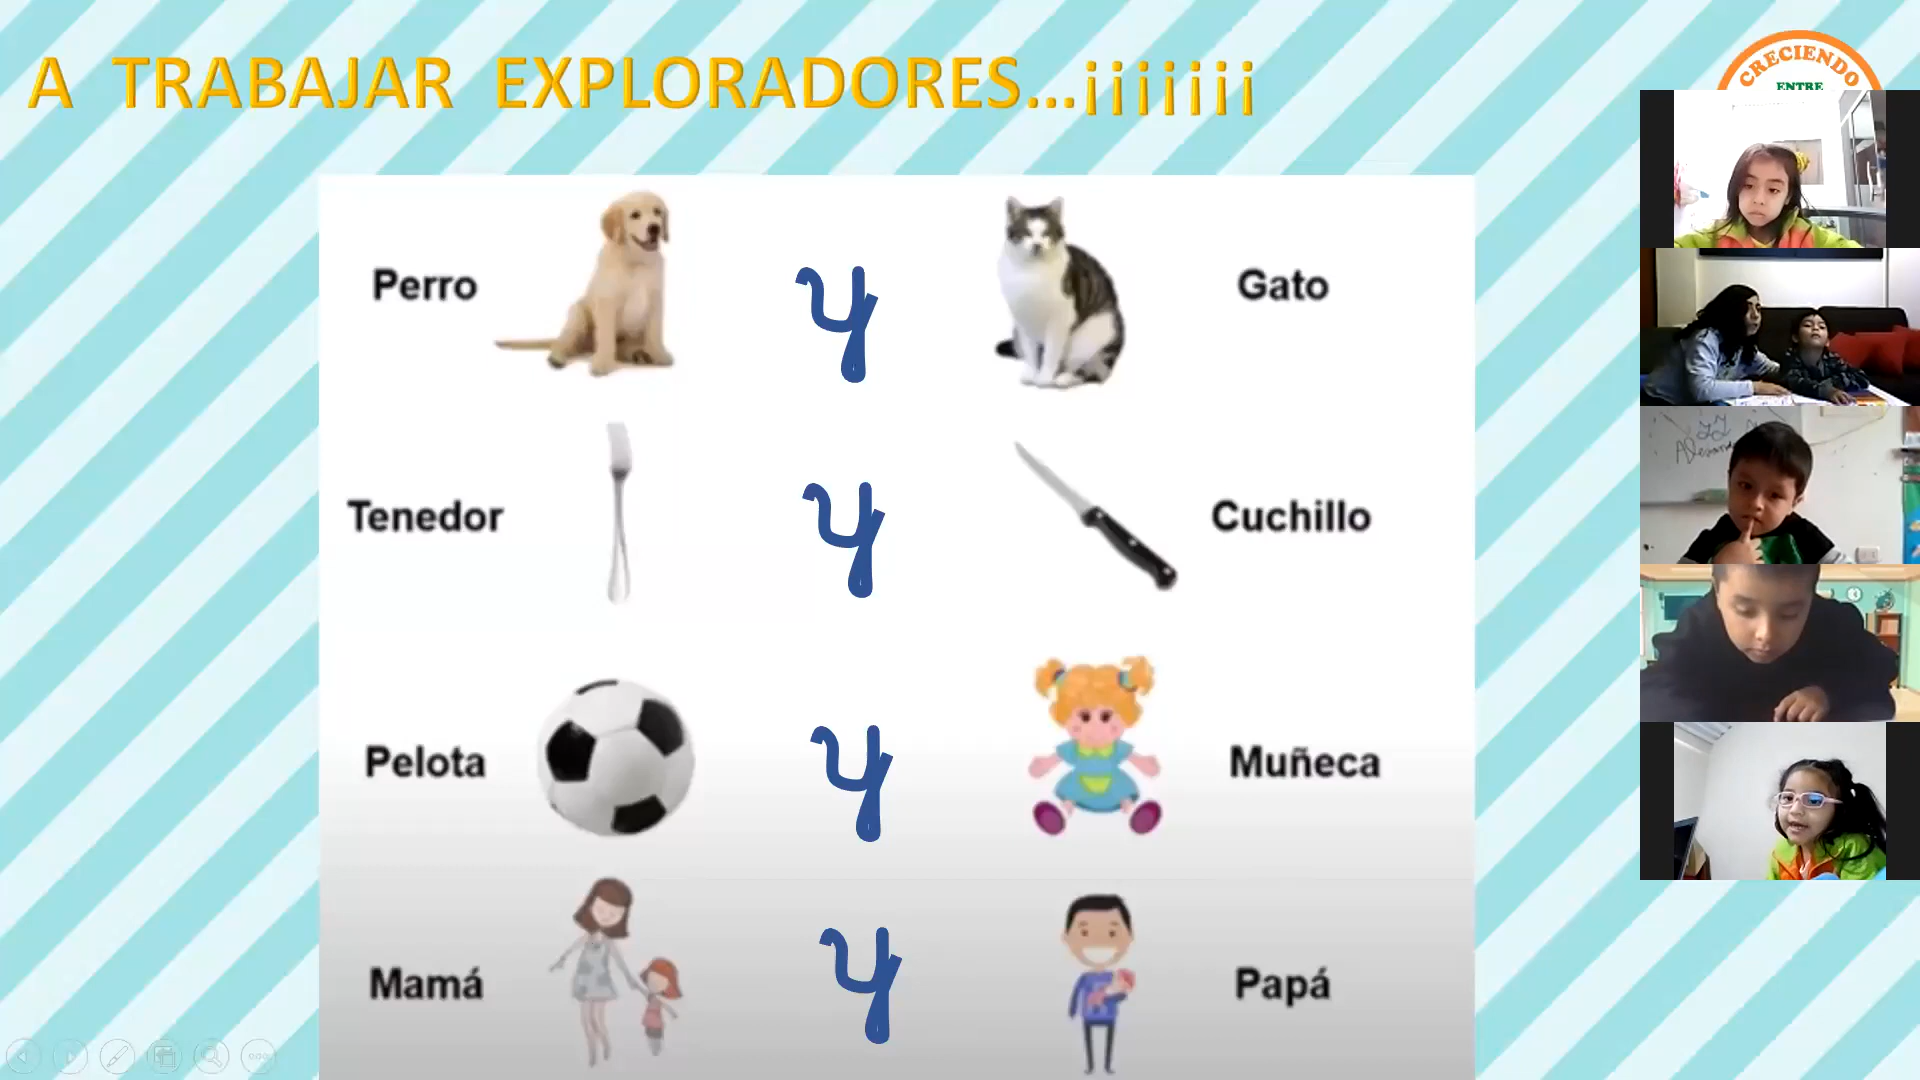 A TRABAJAR EXPLORADORES...¡¡¡¡¡¡¡
CRECIENDO
ENTRE
Perro y Gato
Tenedor y Cuchillo
Pelota y Muñeca
Mamá y Papá